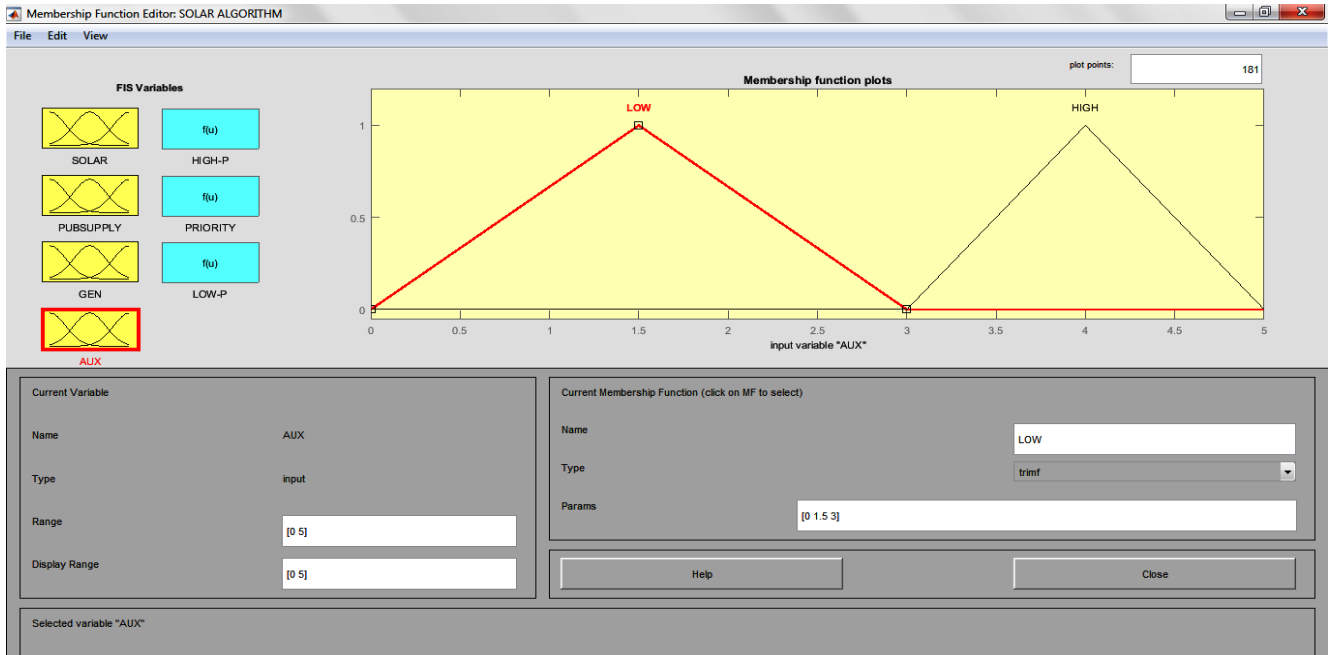 Membership Function Editor: SOLAR ALGORITHM
File Edit View
FIS Variables
f(u)
SOLAR HIGH-P
f(u)
PUBSUPPLY PRIORITY
f(u)
GEN LOW-P
AUX
plot points: 181
Membership function plots
LOW HIGH
1
0.5
0
0 0.5 1 1.5 2 2.5 3 3.5 4 4.5 5
input variable "AUX"
Current Variable
Name AUX
Type input
Range [0 5]
Display Range [0 5]
Current Membership Function (click on MF to select)
Name LOW
Type trimf
Params [0 1.5 3]
Help Close
Selected variable "AUX"